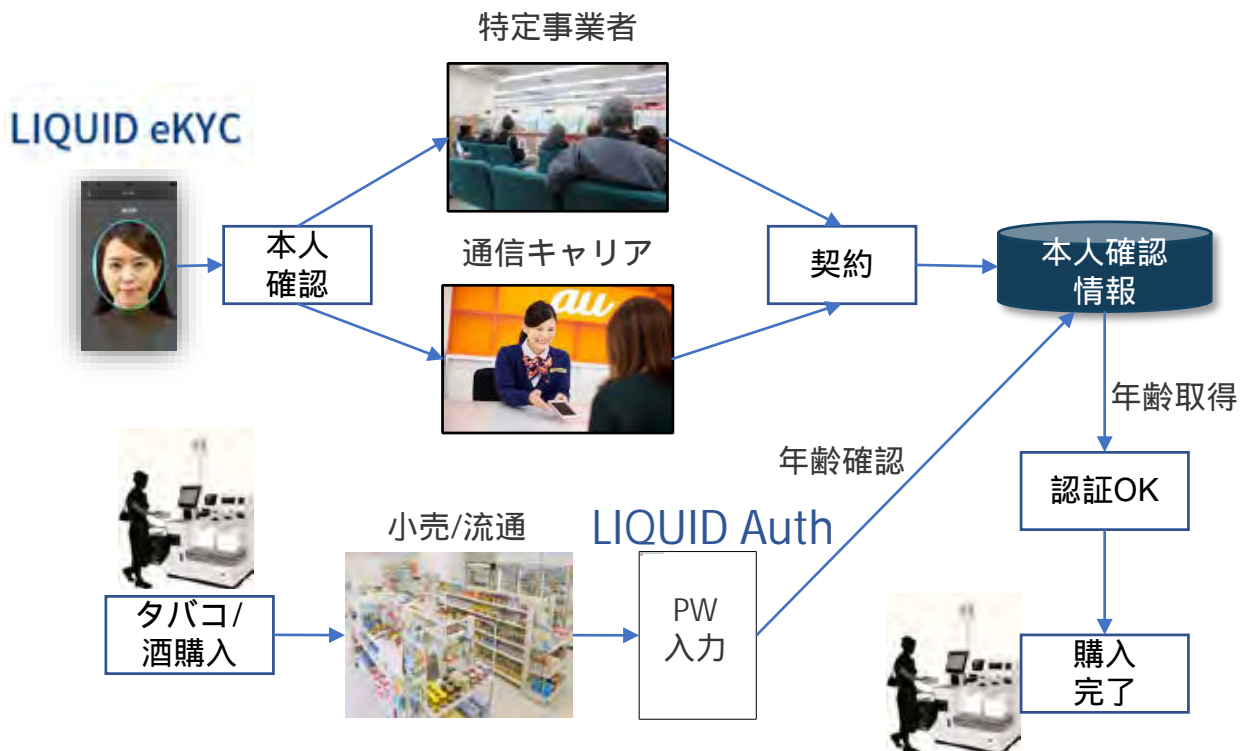 特定事業者
LIQUID eKYC
本人
確認
通信キャリア
au
契約
本人確認
情報
年齢取得
年齢確認
認証OK
小売/流通
LIQUID Auth
タバコ/
酒購入
PW
入力
購入
完了